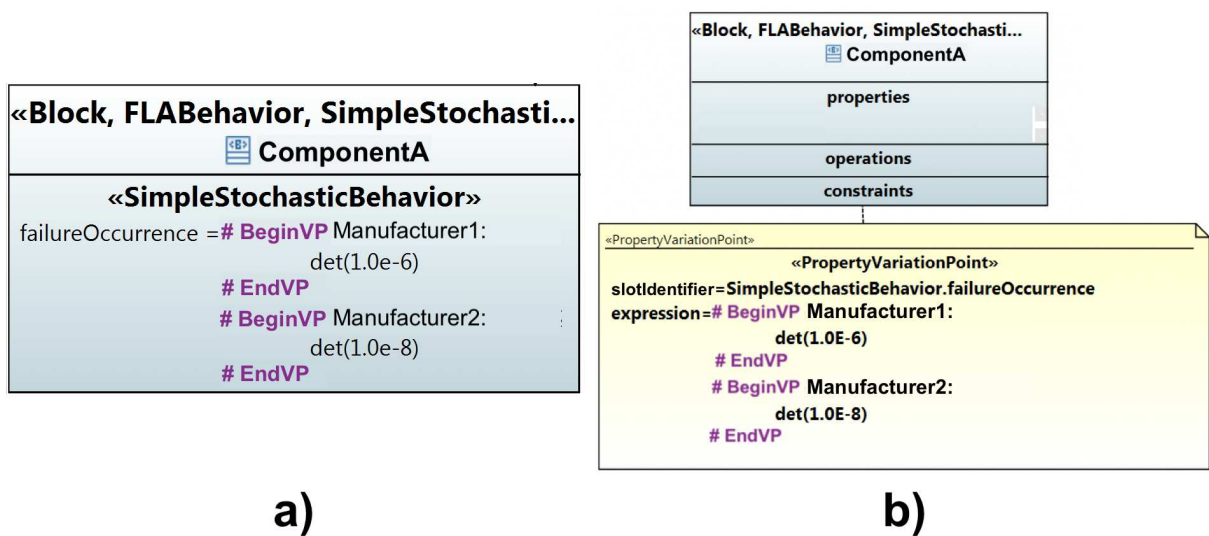 «Block, FLABehavior, SimpleStochasti...
ComponentA
«SimpleStochasticBehavior»
failureOccurrence =# BeginVP Manufacturer1:
det(1.0e-6)
# EndVP
# BeginVP Manufacturer2:
det(1.0e-8)
# EndVP
a)
«Block, FLABehavior, SimpleStochasti...
ComponentA
properties
operations
constraints
«PropertyVariationPoint»
«PropertyVariationPoint»
slotIdentifier=SimpleStochasticBehavior.failureOccurrence
expression=# BeginVP Manufacturer1:
det(1.0E-6)
# EndVP
# BeginVP Manufacturer2:
det(1.0E-8)
# EndVP
b)